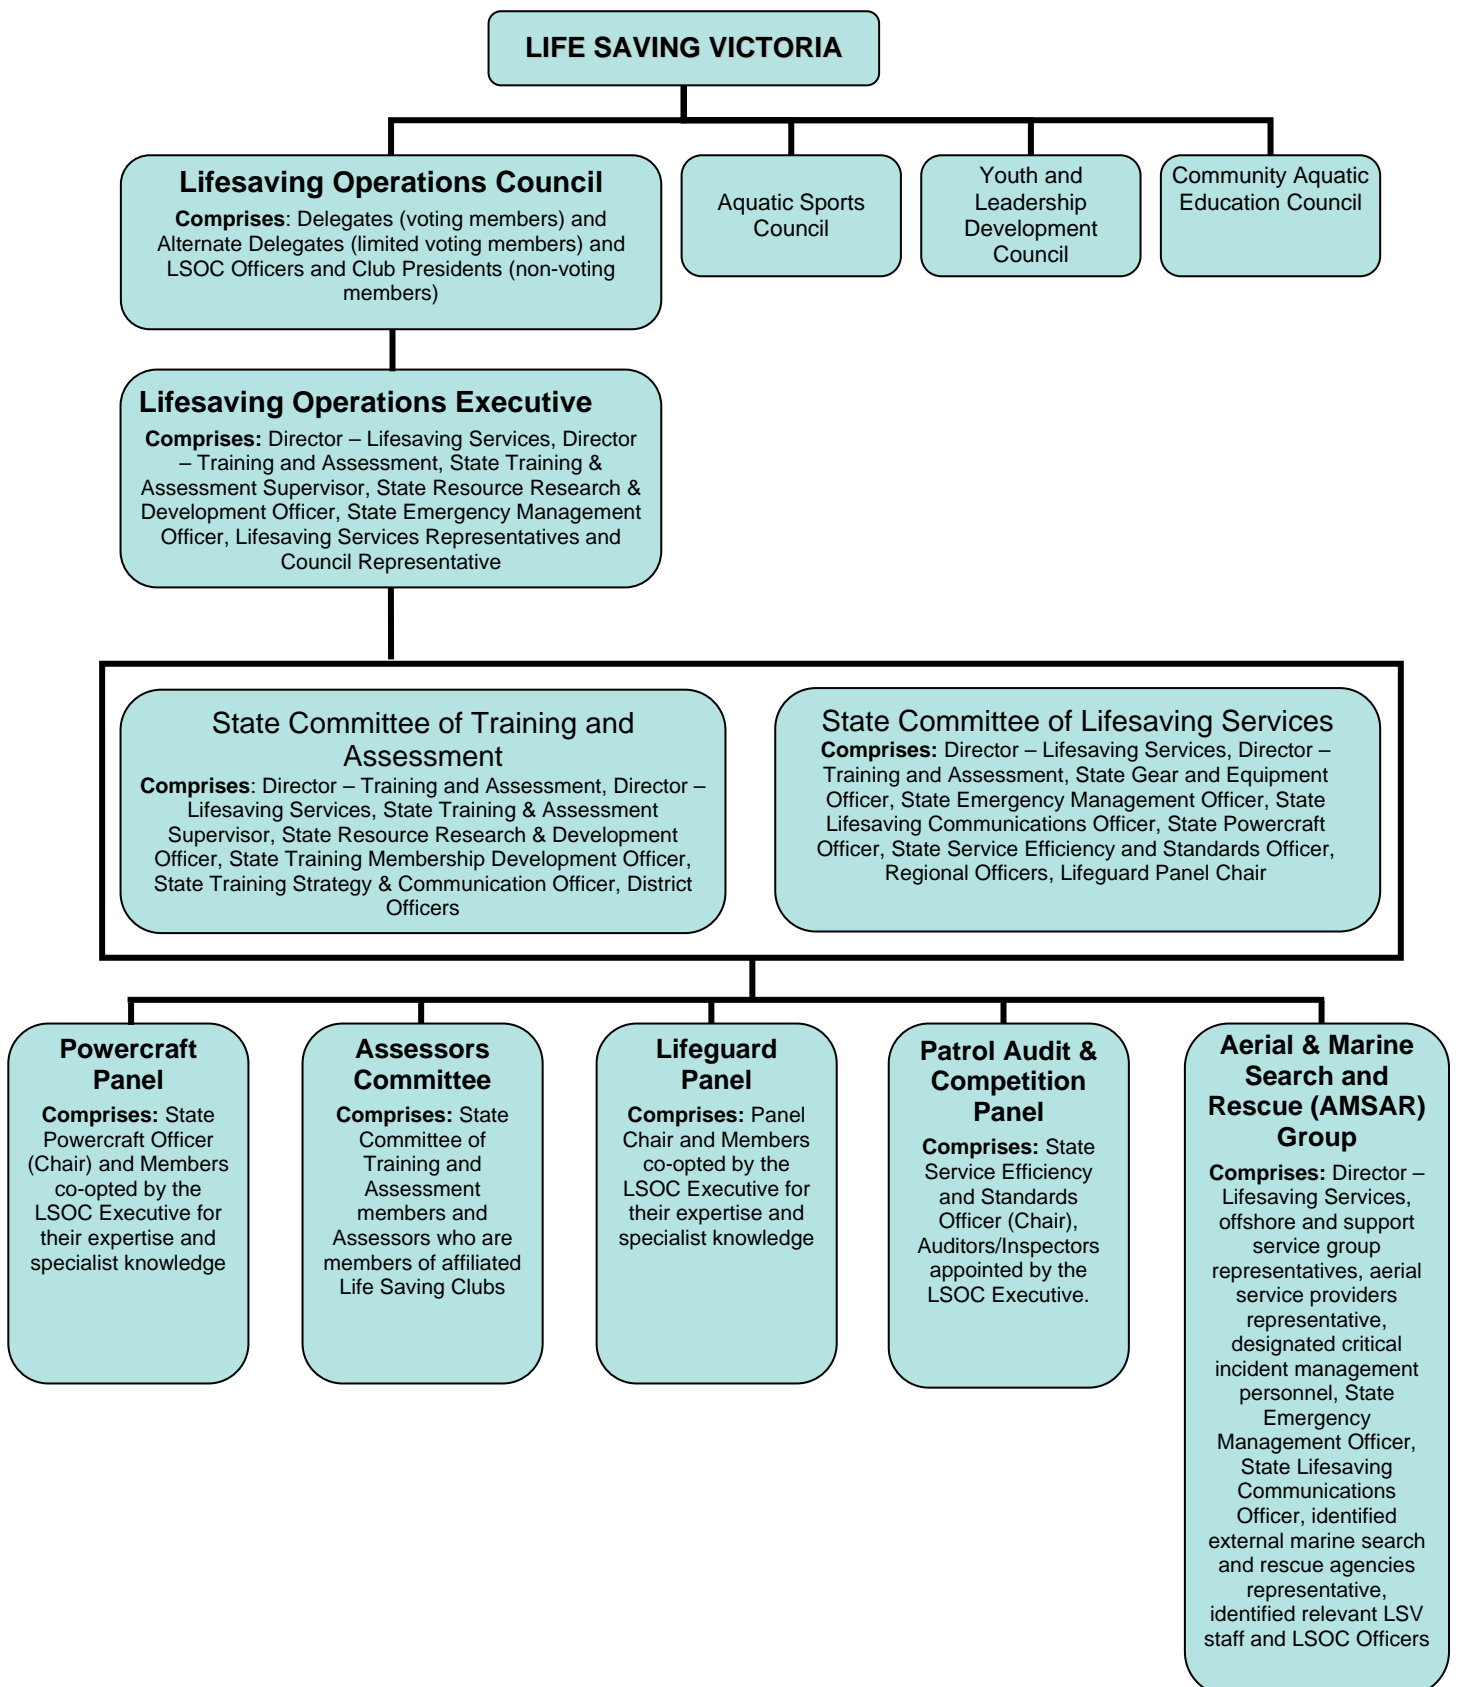 LIFE SAVING VICTORIA
Lifesaving Operations Council
Comprises: Delegates (voting members) and
Alternate Delegates (limited voting members) and
LSOC Officers and Club Presidents (non-voting
members)
Aquatic Sports
Council
Youth and
Leadership
Development
Council
Community Aquatic
Education Council
Lifesaving Operations Executive
Comprises: Director – Lifesaving Services, Director
– Training and Assessment, State Training &
Assessment Supervisor, State Resource Research &
Development Officer, State Emergency Management
Officer, Lifesaving Services Representatives and
Council Representative
State Committee of Training and
Assessment
Comprises: Director – Training and Assessment, Director –
Lifesaving Services, State Training & Assessment
Supervisor, State Resource Research & Development
Officer, State Training Membership Development Officer,
State Training Strategy & Communication Officer, District
Officers
State Committee of Lifesaving Services
Comprises: Director – Lifesaving Services, Director –
Training and Assessment, State Gear and Equipment
Officer, State Emergency Management Officer, State
Lifesaving Communications Officer, State Powercraft
Officer, State Service Efficiency and Standards Officer,
Regional Officers, Lifeguard Panel Chair
Powercraft
Panel
Comprises: State
Powercraft Officer
(Chair) and Members
co-opted by the
LSOC Executive for
their expertise and
specialist knowledge
Assessors
Committee
Comprises: State
Committee of
Training and
Assessment
members and
Assessors who are
members of affiliated
Life Saving Clubs
Lifeguard
Panel
Comprises: Panel
Chair and Members
co-opted by the
LSOC Executive for
their expertise and
specialist knowledge
Patrol Audit &
Competition
Panel
Comprises: State
Service Efficiency
and Standards
Officer (Chair),
Auditors/Inspectors
appointed by the
LSOC Executive.
Aerial & Marine
Search and
Rescue (AMSAR)
Group
Comprises: Director –
Lifesaving Services,
offshore and support
service group
representatives, aerial
service providers
representative,
designated critical
incident management
personnel, State
Emergency
Management Officer,
State Lifesaving
Communications
Officer, identified
external marine search
and rescue agencies
representative,
identified relevant LSV
staff and LSOC Officers